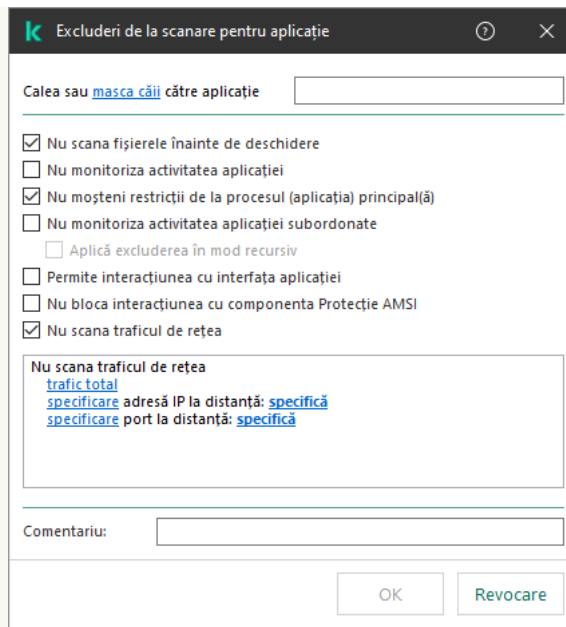 Excluderi de la scanare pentru aplicație
Calea sau masca căii către aplicație
Nu scana fișierele înainte de deschidere
Nu monitoriza activitatea aplicației
Nu moșteni restricții de la procesul (aplicația) principal(ă)
Nu monitoriza activitatea aplicației subordonate
Aplică excluderea în mod recursiv
Permite interacțiunea cu interfața aplicației
Nu bloca interacțiunea cu componenta Protecție AMSI
Nu scana traficul de rețea
Nu scana traficul de rețea
trafic total
specificare adresă IP la distanță: specifică
specificare port la distanță: specifică
Comentariu:
OK Revocare